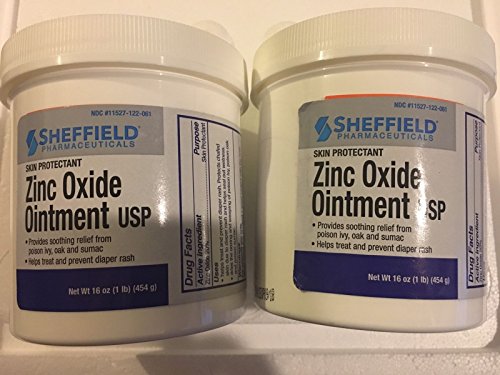 NDC #11527-122-061
SHEFFIELD
PHARMACEUTICALS
SKIN PROTECTANT
Zinc Oxide
Ointment USP
• Provides soothing relief from
poison ivy, oak and sumac
• Helps treat and prevent diaper rash
Net Wt 16 oz (1 lb) (454 g)
Drug Facts
Active Ingredient
Purpose
Zinc Oxide
Skin Protectant
Uses
NDC #11527-122-061
SHEFFIELD
PHARMACEUTICALS
SKIN PROTECTANT
Zinc Oxide
Ointment USP
• Provides soothing relief from
poison ivy, oak and sumac
• Helps treat and prevent diaper rash
Net Wt 16 oz (1 lb) (454 g)
Drug Facts